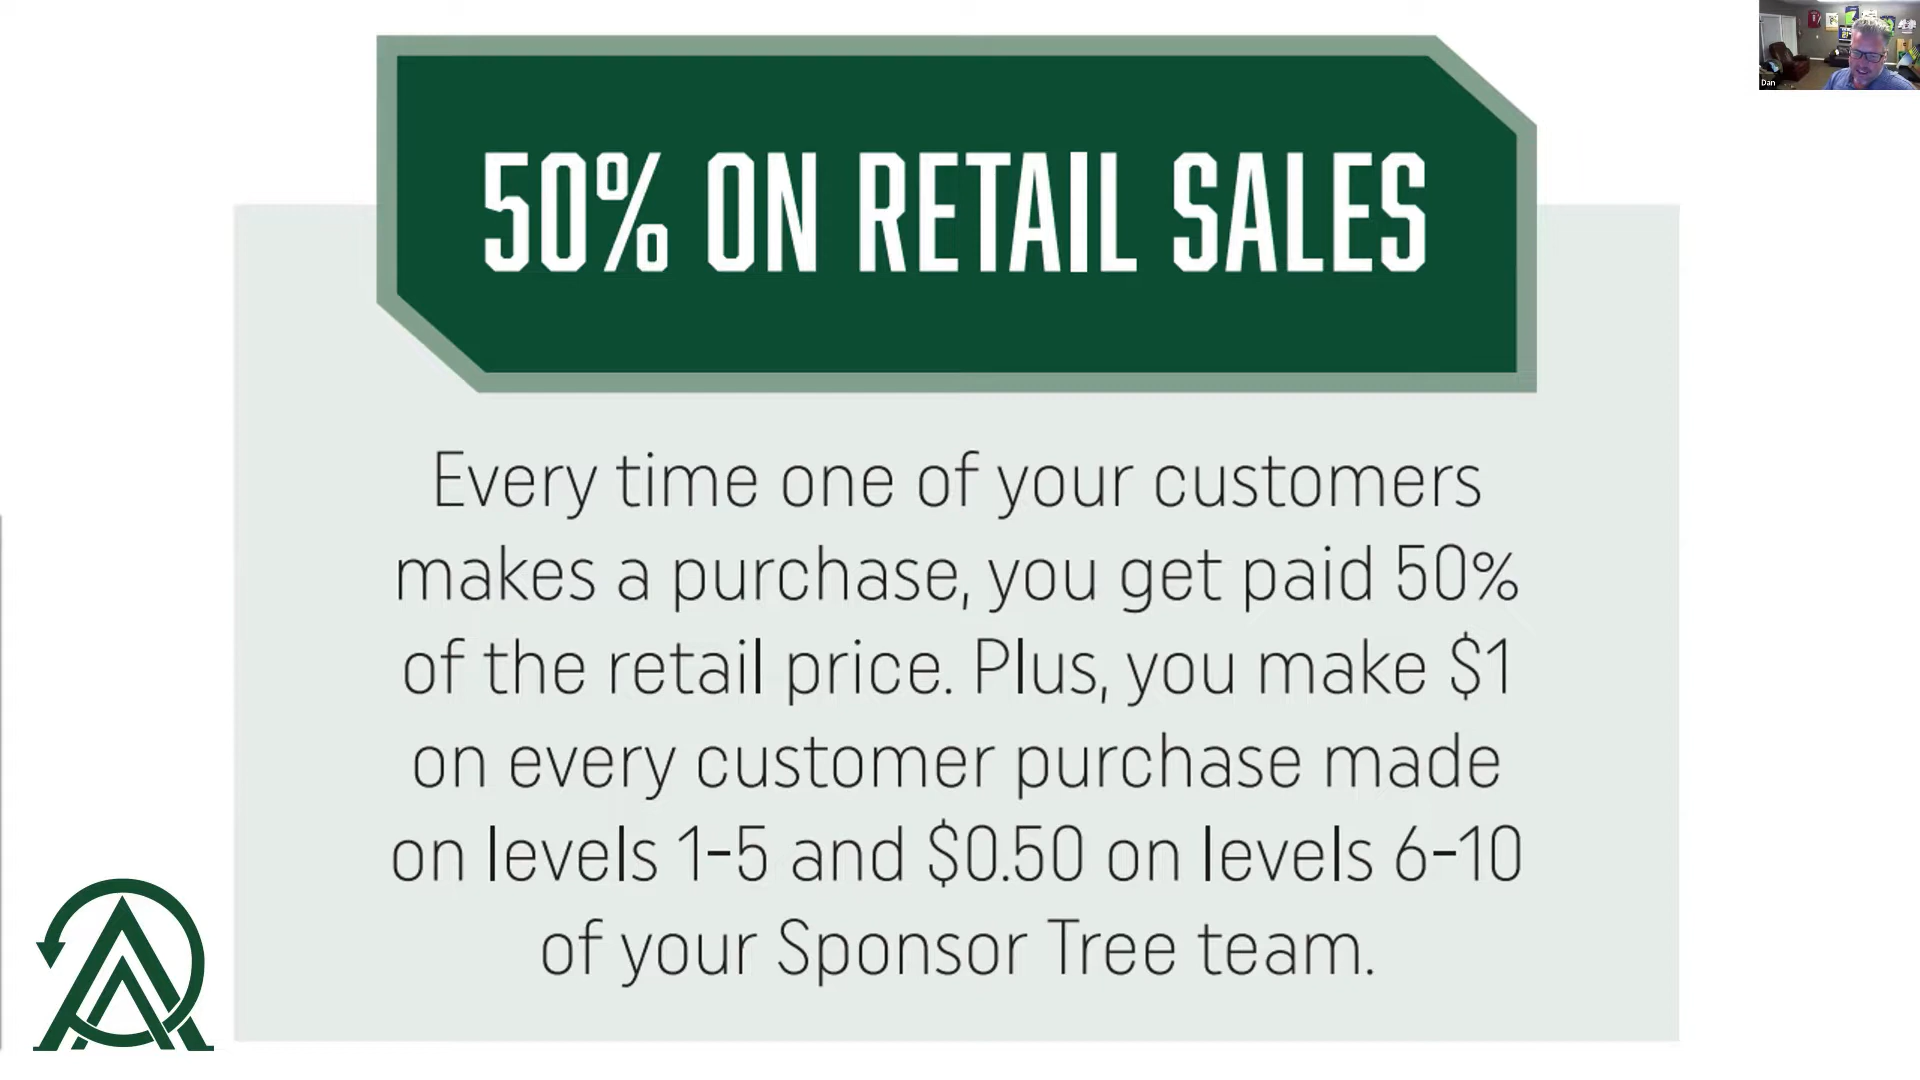 Dan
50% ON RETAIL SALES
Every time one of your customers
makes a purchase, you get paid 50%
of the retail price. Plus, you make $1
on every customer purchase made
on levels 1-5 and $0.50 on levels 6-10
of your Sponsor Tree team.